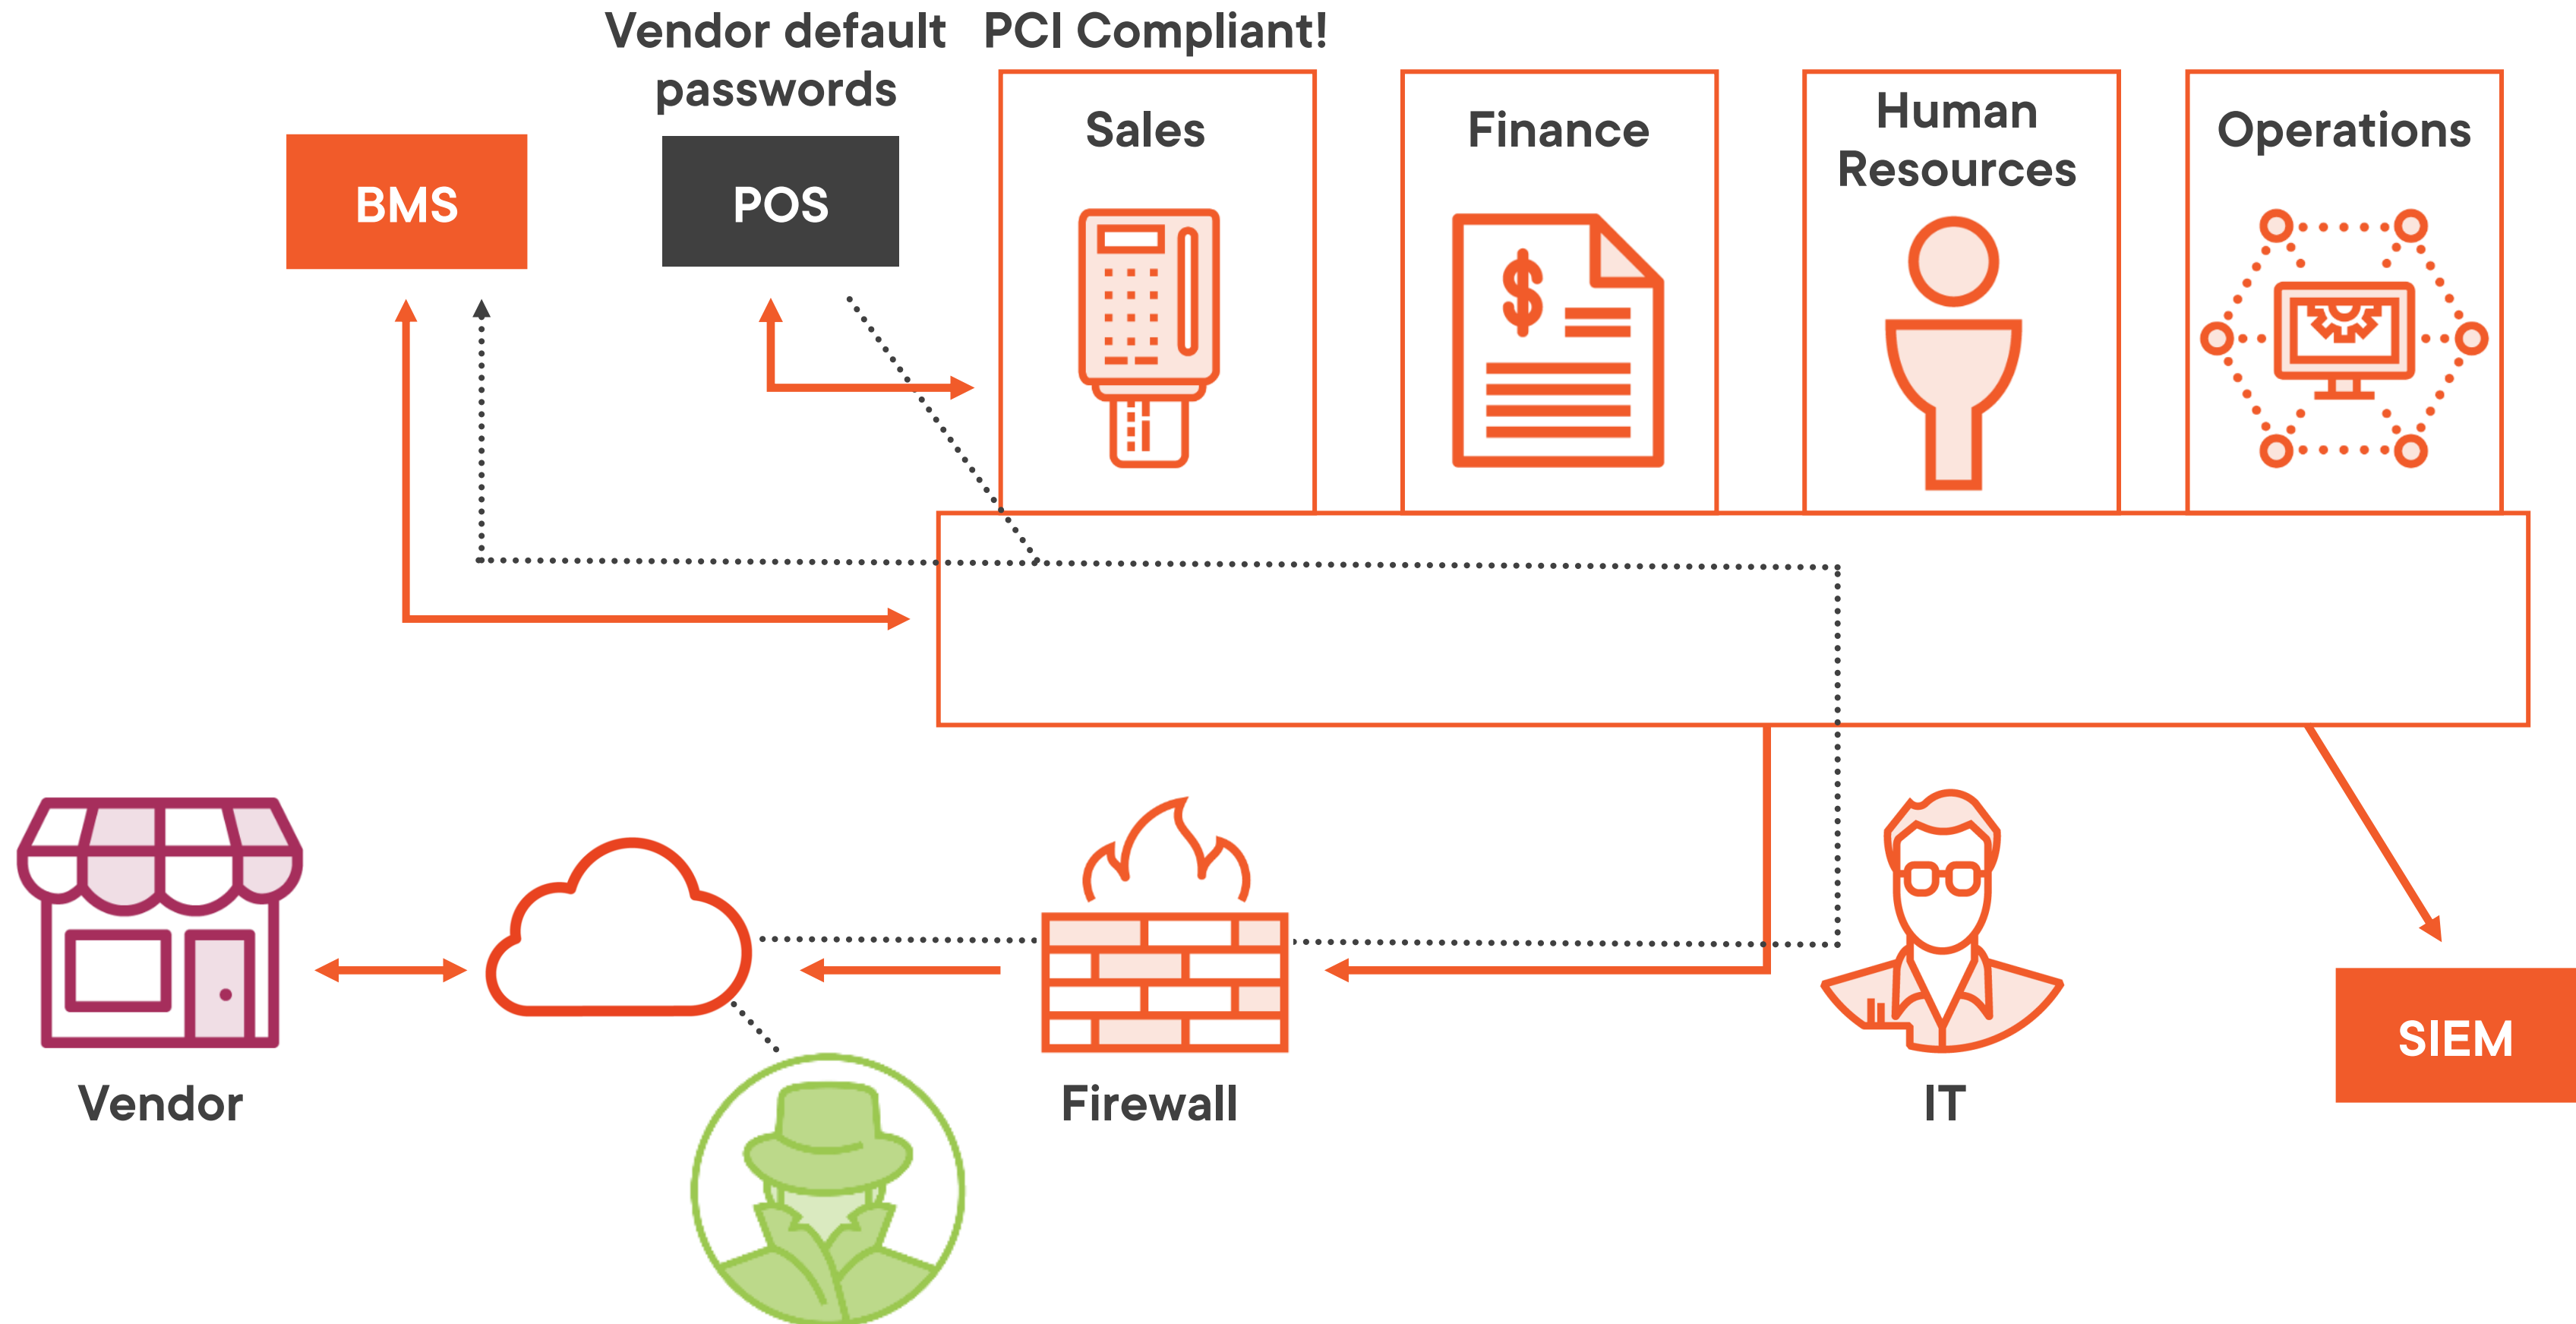 Vendor default
passwords
PCI Compliant!
BMS
POS
Sales
Finance
Human
Resources
Operations
Vendor
Firewall
IT
SIEM